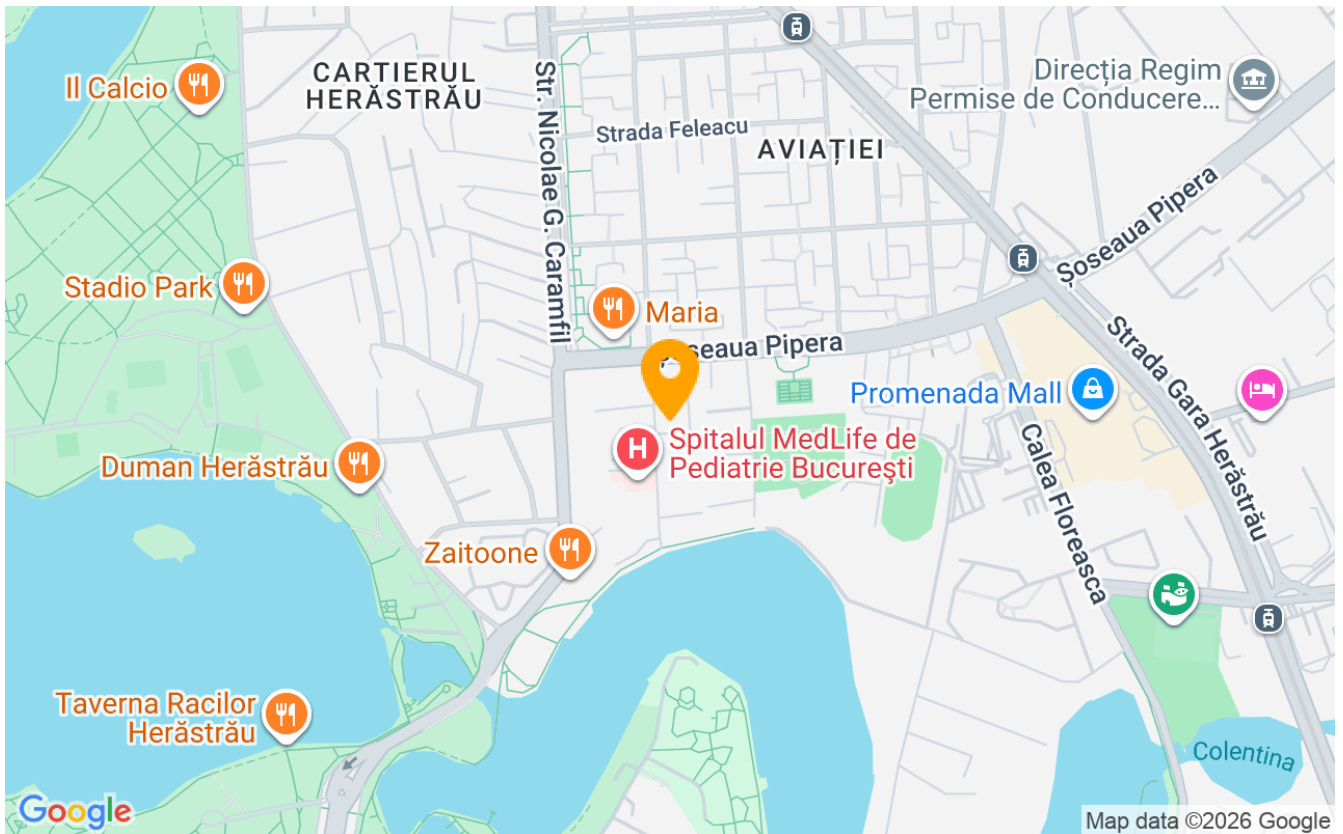 Il Calcio
CARTIERUL
HERĂSTRĂU
Str. Nicolae G. Caramfil
Strada Feleacu
AVIAȚIEI
Direcția Regim
Permise de Conducere...
Șoseaua Pipera
Stadio Park
Maria
Șoseaua Pipera
Strada Gara Herăstrău
Promenada Mall
Calea Floreasca
H
Spitalul MedLife de
Pediatrie Bucureşti
Duman Herăstrău
Zaitoone
Taverna Racilor
Herăstrău
Colentina
Google
Map data ©2026 Google